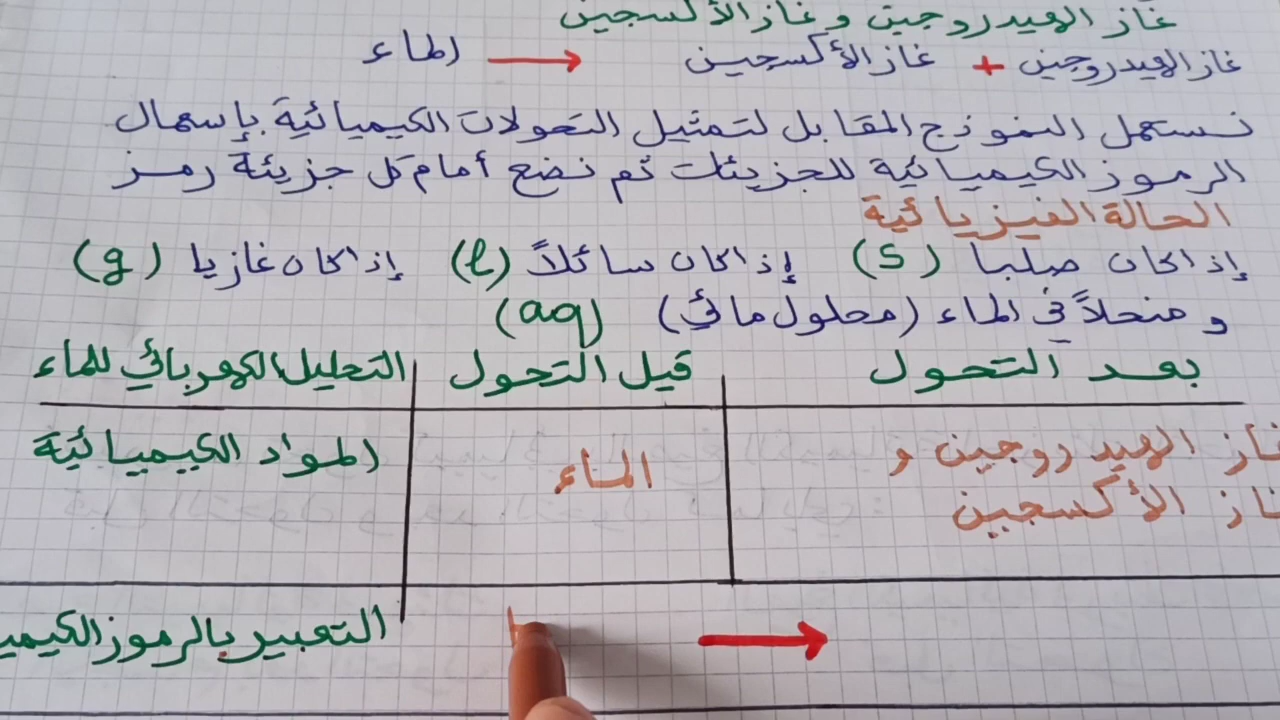 غاز الهيدروجين و غاز الأكسجين
غاز الهيدروجين + غاز الأكسجين → الماء
نستعمل النموذج المقابل لتمثيل التحولات الكيميائية بإستعمال
الرموز الكيميائية للجزيئات ثم نضع أمام كل جزيئة رمز
الحالة الفيزيائية
إذا كان صلبا (s) إذا كان سائلاً (l) إذا كان غازيا (g)
و منحلاً في الماء (محلول مائي) (aq)
بعد التحول
قبل التحول
التحليل الكهربائي للماء
غاز الهيدروجين و
غاز الأكسجين
الماء
المواد الكيميائية
→
التعبير بالرموز